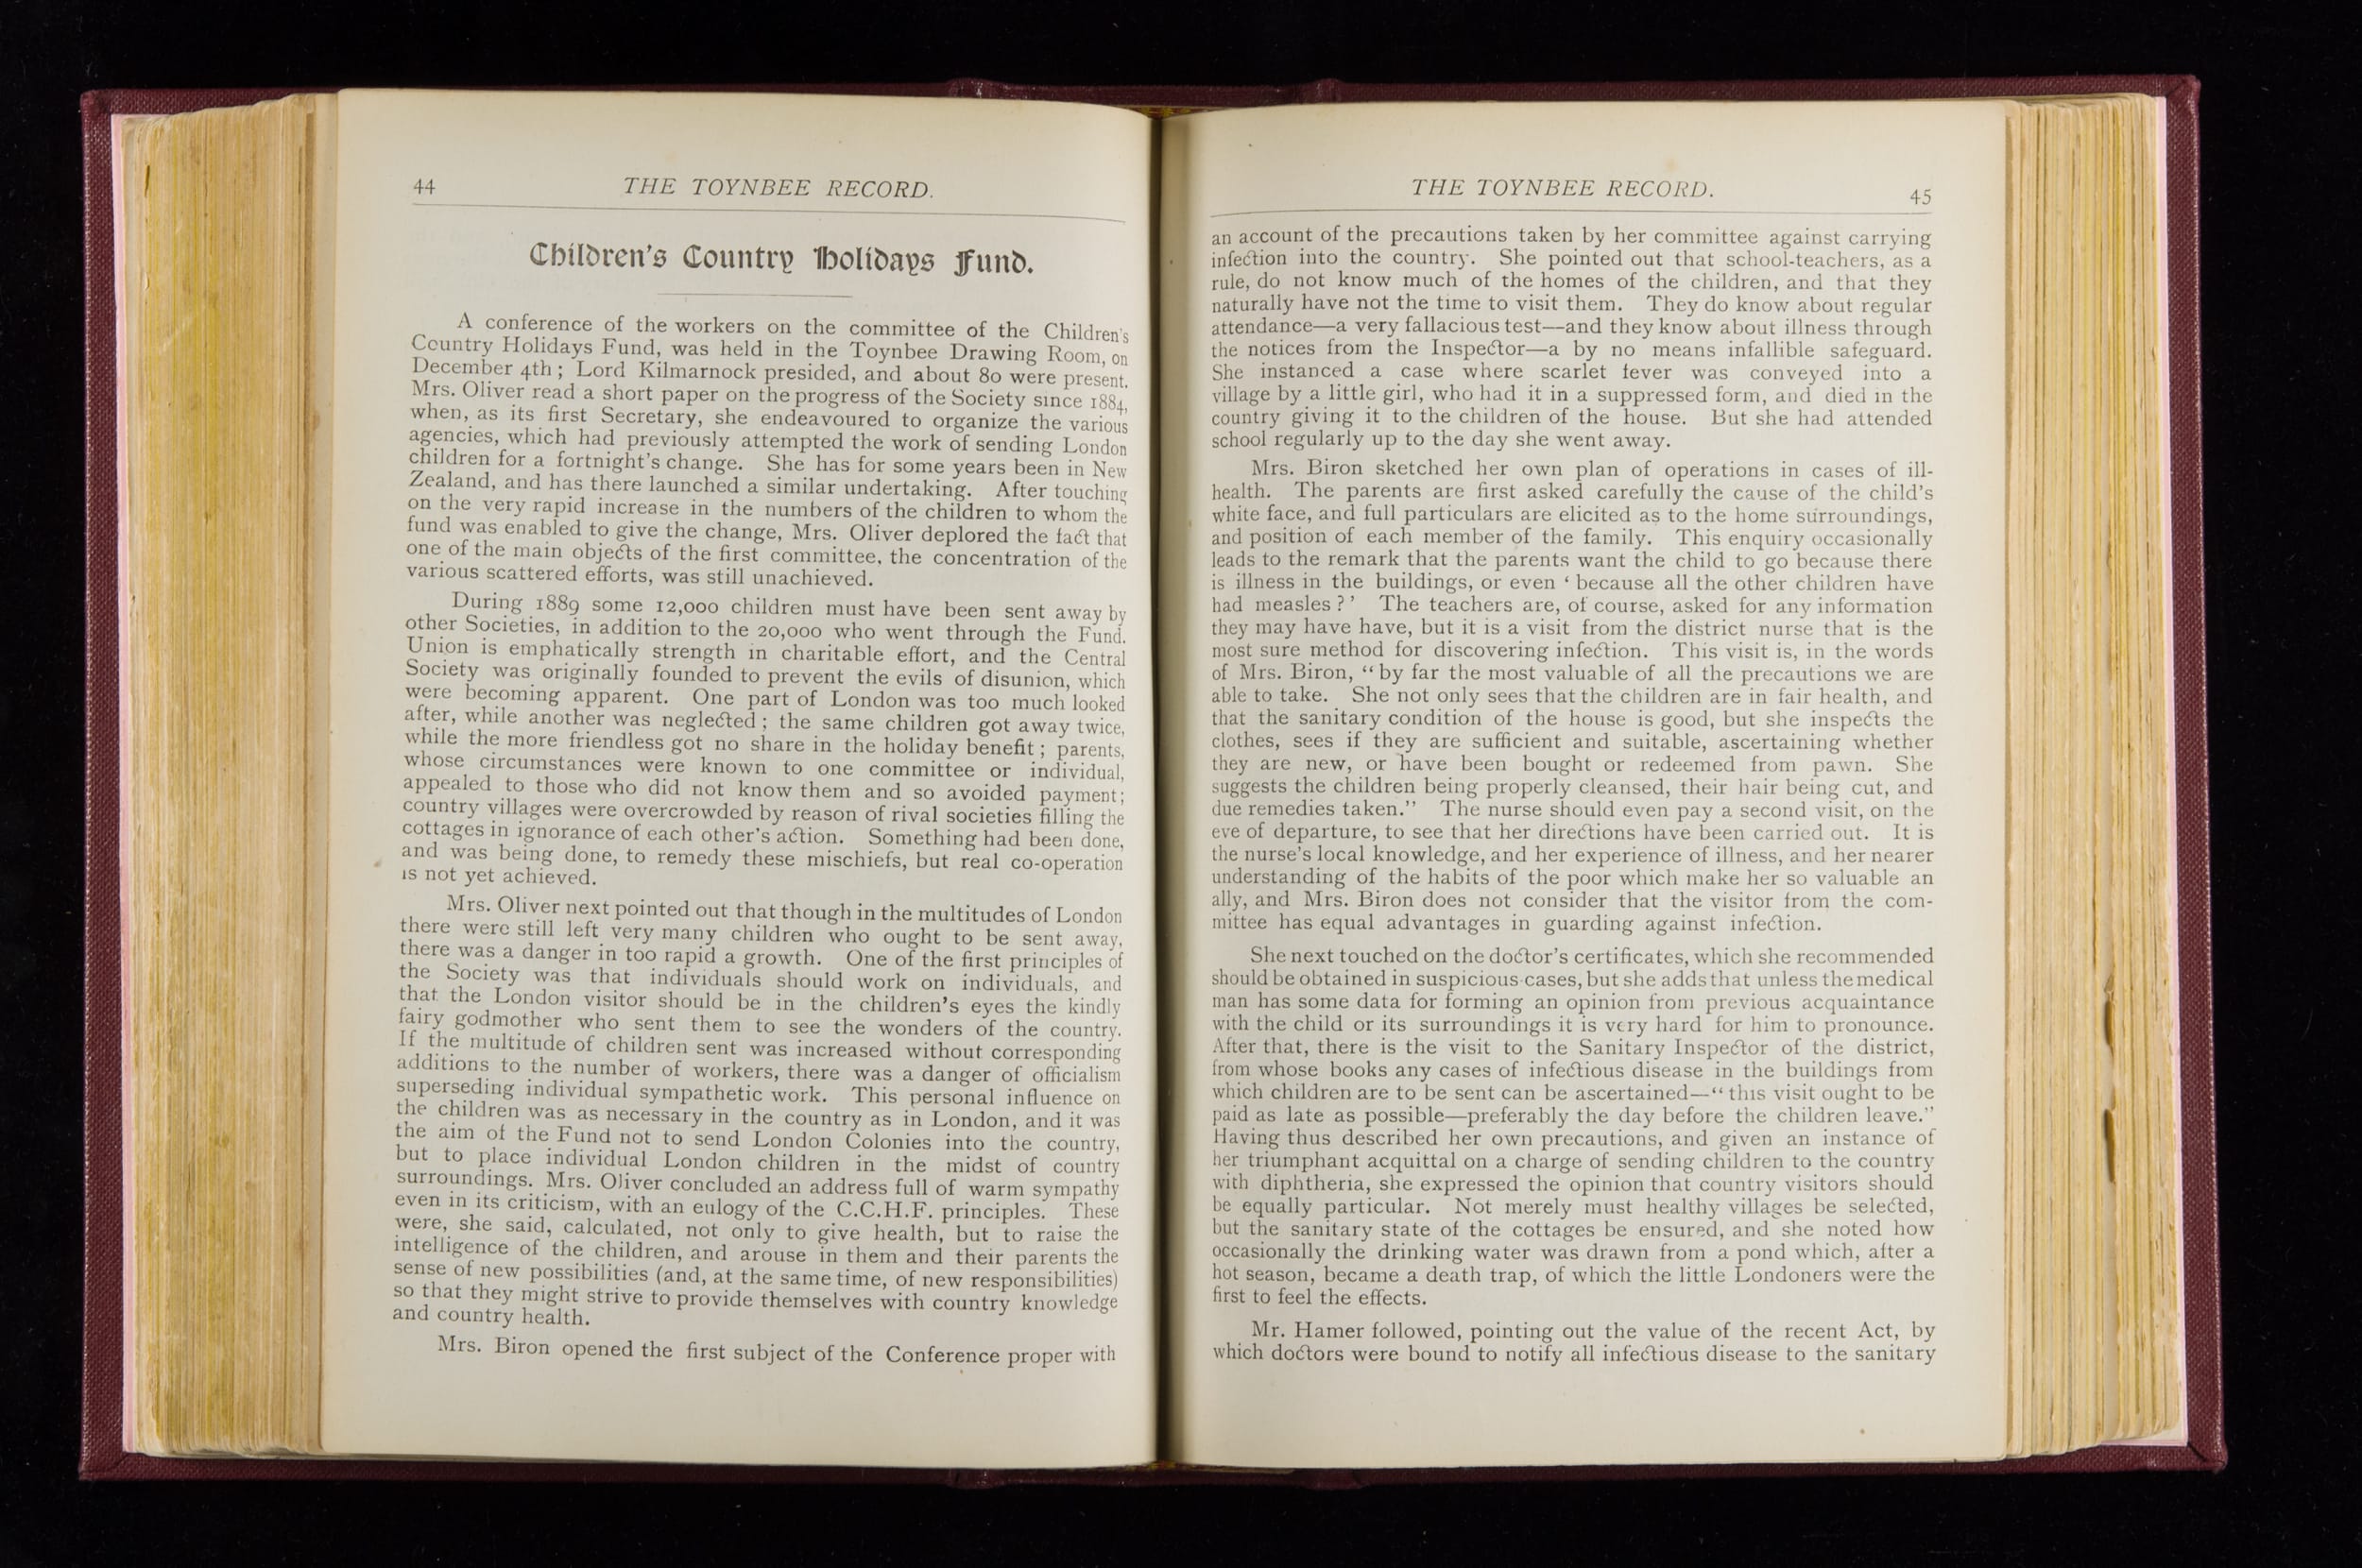 44
THE TOYNBEE RECORD.
Children's Country Holidays Fund.
A conference of the workers on the committee of the Children's
Country Holidays Fund, was held in the Toynbee Drawing Room, on
December 4th ; Lord Kilmarnock presided, and about 80 were present.
Mrs. Oliver read a short paper on the progress of the Society since 1884,
when, as its first Secretary, she endeavoured to organize the various
agencies, which had previously attempted the work of sending London
children for a fortnight's change. She has for some years been in New
Zealand, and has there launched a similar undertaking. After touching
on the very rapid increase in the numbers of the children to whom the
fund was enabled to give the change, Mrs. Oliver deplored the fact that
one of the main objects of the first committee, the concentration of the
various scattered efforts, was still unachieved.
During 1889 some 12,000 children must have been sent away by
other Societies, in addition to the 20,000 who went through the Fund.
Union is emphatically strength in charitable effort, and the Central
Society was originally founded to prevent the evils of disunion, which
were becoming apparent. One part of London was too much looked
after, while another was neglected ; the same children got away twice,
while the more friendless got no share in the holiday benefit ; parents,
whose circumstances were known to one committee or individual,
appealed to those who did not know them and so avoided payment ;
country villages were overcrowded by reason of rival societies filling the
cottages in ignorance of each other's action. Something had been done,
and was being done, to remedy these mischiefs, but real co-operation
is not yet achieved.
Mrs. Oliver next pointed out that though in the multitudes of London
there were still left very many children who ought to be sent away,
there was a danger in too rapid a growth. One of the first principles of
the Society was that individuals should work on individuals, and
that the London visitor should be in the children's eyes the kindly
fairy godmother who sent them to see the wonders of the country.
If the multitude of children sent was increased without corresponding
additions to the number of workers, there was a danger of officialism
superseding individual sympathetic work. This personal influence on
the children was as necessary in the country as in London, and it was
the aim of the Fund not to send London Colonies into the country,
but to place individual London children in the midst of country
surroundings. Mrs. Oliver concluded an address full of warm sympathy
even in its criticism, with an eulogy of the C.C.H.F. principles. These
were, she said, calculated, not only to give health, but to raise the
intelligence of the children, and arouse in them and their parents the
sense of new possibilities (and, at the same time, of new responsibilities)
so that they might strive to provide themselves with country knowledge
and country health.
Mrs. Biron opened the first subject of the Conference proper with
THE TOYNBEE RECORD.
45
an account of the precautions taken by her committee against carrying
infection into the country. She pointed out that school-teachers, as a
rule, do not know much of the homes of the children, and that they
naturally have not the time to visit them. They do know about regular
attendance—a very fallacious test—and they know about illness through
the notices from the Inspector—a by no means infallible safeguard.
She instanced a case where scarlet fever was conveyed into a
village by a little girl, who had it in a suppressed form, and died in the
country giving it to the children of the house. But she had attended
school regularly up to the day she went away.
Mrs. Biron sketched her own plan of operations in cases of ill-
health. The parents are first asked carefully the cause of the child's
white face, and full particulars are elicited as to the home surroundings,
and position of each member of the family. This enquiry occasionally
leads to the remark that the parents want the child to go because there
is illness in the buildings, or even ‘ because all the other children have
had measles ? ’ The teachers are, of course, asked for any information
they may have have, but it is a visit from the district nurse that is the
most sure method for discovering infection. This visit is, in the words
of Mrs. Biron, “ by far the most valuable of all the precautions we are
able to take. She not only sees that the children are in fair health, and
that the sanitary condition of the house is good, but she inspects the
clothes, sees if they are sufficient and suitable, ascertaining whether
they are new, or have been bought or redeemed from pawn. She
suggests the children being properly cleansed, their hair being cut, and
due remedies taken.” The nurse should even pay a second visit, on the
eve of departure, to see that her directions have been carried out. It is
the nurse's local knowledge, and her experience of illness, and her nearer
understanding of the habits of the poor which make her so valuable an
ally, and Mrs. Biron does not consider that the visitor from the com-
mittee has equal advantages in guarding against infection.
She next touched on the doctor's certificates, which she recommended
should be obtained in suspicious cases, but she adds that unless the medical
man has some data for forming an opinion from previous acquaintance
with the child or its surroundings it is very hard for him to pronounce.
After that, there is the visit to the Sanitary Inspector of the district,
from whose books any cases of infectious disease in the buildings from
which children are to be sent can be ascertained—“ this visit ought to be
paid as late as possible—preferably the day before the children leave.”
Having thus described her own precautions, and given an instance of
her triumphant acquittal on a charge of sending children to the country
with diphtheria, she expressed the opinion that country visitors should
be equally particular. Not merely must healthy villages be selected,
but the sanitary state of the cottages be ensured, and she noted how
occasionally the drinking water was drawn from a pond which, after a
hot season, became a death trap, of which the little Londoners were the
first to feel the effects.
Mr. Hamer followed, pointing out the value of the recent Act, by
which doctors were bound to notify all infectious disease to the sanitary